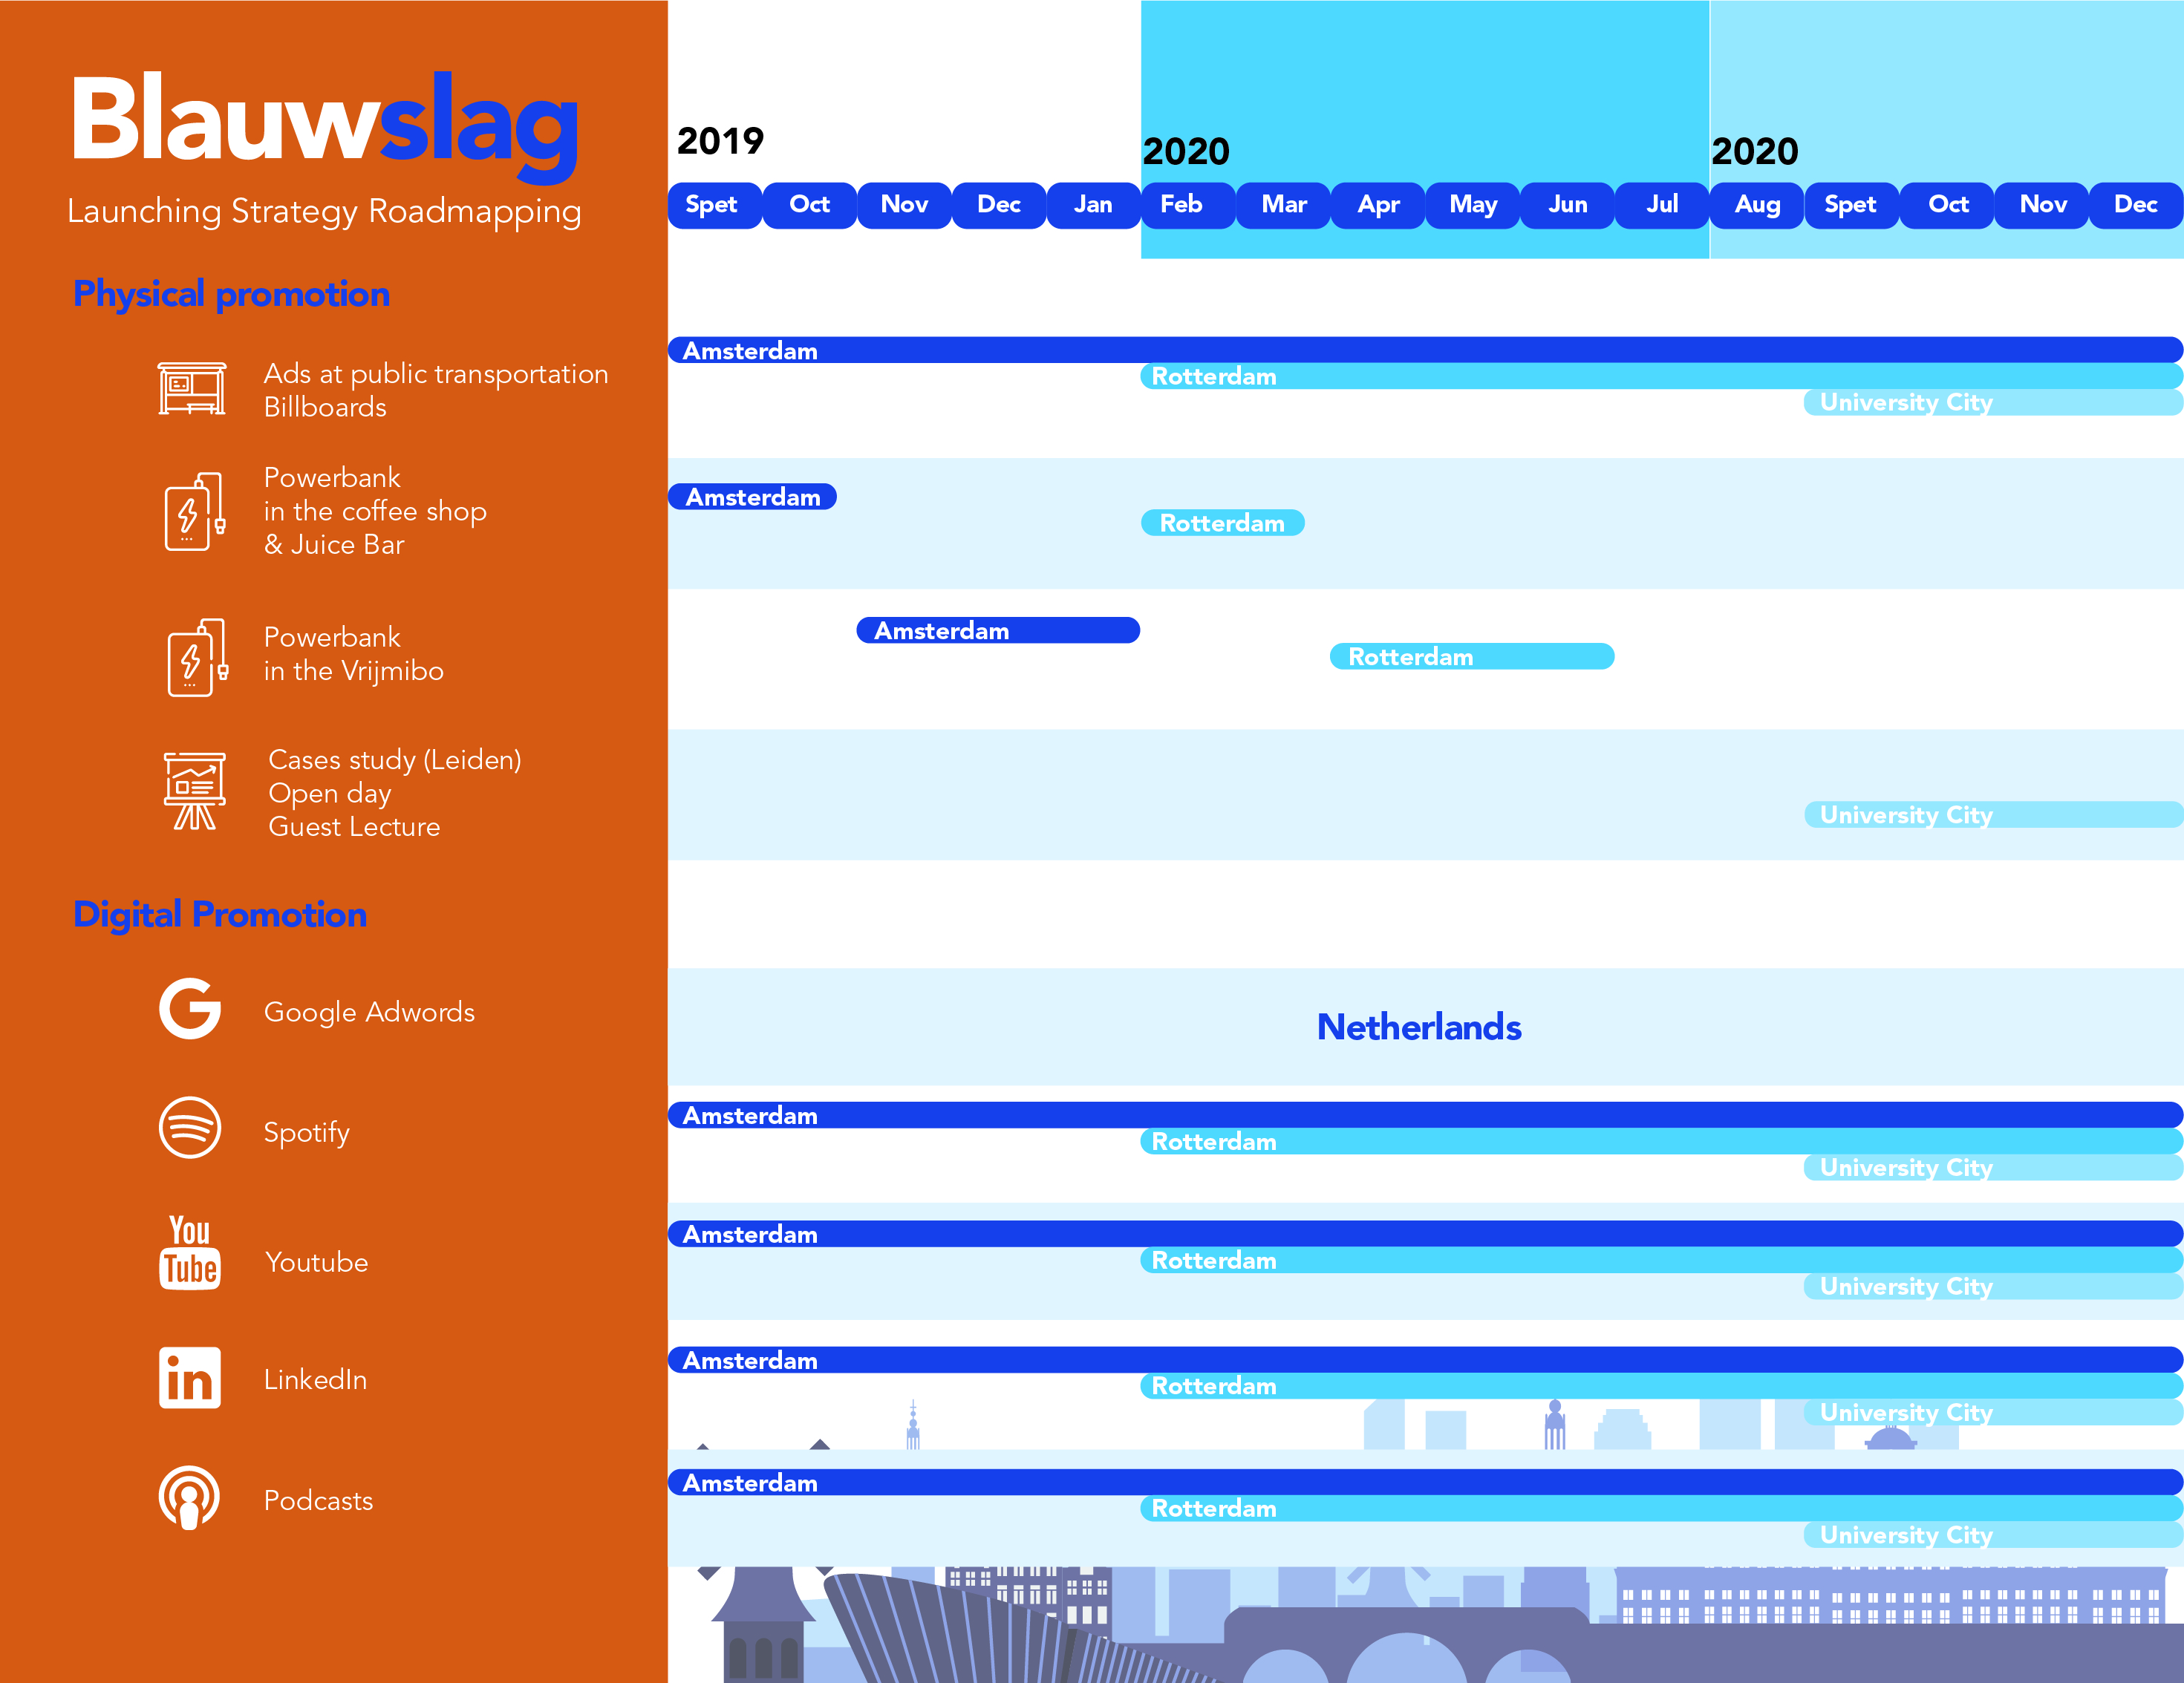 Blauwslag
Launching Strategy Roadmapping
2019
2020
2020
Spet Oct Nov Dec Jan Feb Mar Apr May Jun Jul Aug Spet Oct Nov Dec
Physical promotion
Ads at public transportation
Billboards
Amsterdam
Rotterdam
University City
Powerbank
in the coffee shop
& Juice Bar
Amsterdam
Rotterdam
Powerbank
in the Vrijmibo
Amsterdam
Rotterdam
Cases study (Leiden)
Open day
Guest Lecture
University City
Digital Promotion
Google Adwords
Netherlands
Spotify
Amsterdam
Rotterdam
University City
You
Tube
Youtube
Amsterdam
Rotterdam
University City
in
LinkedIn
Amsterdam
Rotterdam
University City
Podcasts
Amsterdam
Rotterdam
University City